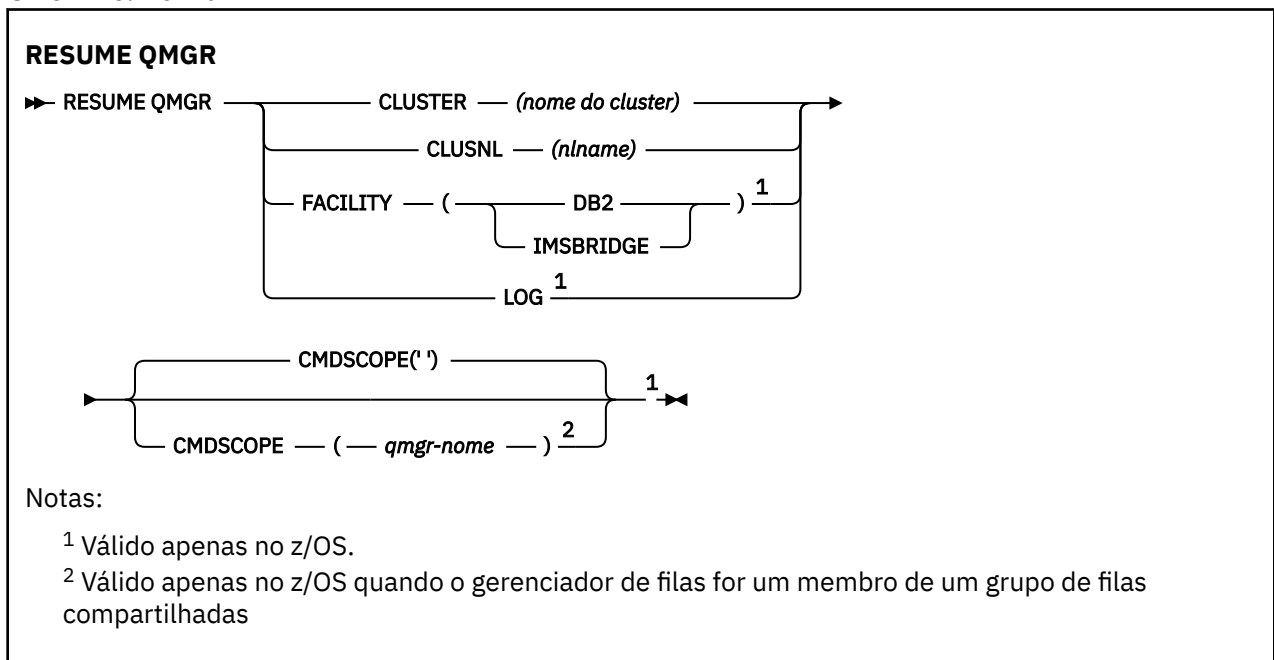 RESUME QMGR
RESUME QMGR CLUSTER (nome do cluster)
CLUSNL (nlname)
FACILITY ( DB2 ) 1
IMSBRIDGE
LOG 1
CMDSCOPE(' ')
1
CMDSCOPE ( qmgr-nome ) 2
Notas:
1 Válido apenas no z/OS.
2 Válido apenas no z/OS quando o gerenciador de filas for um membro de um grupo de filas
compartilhadas